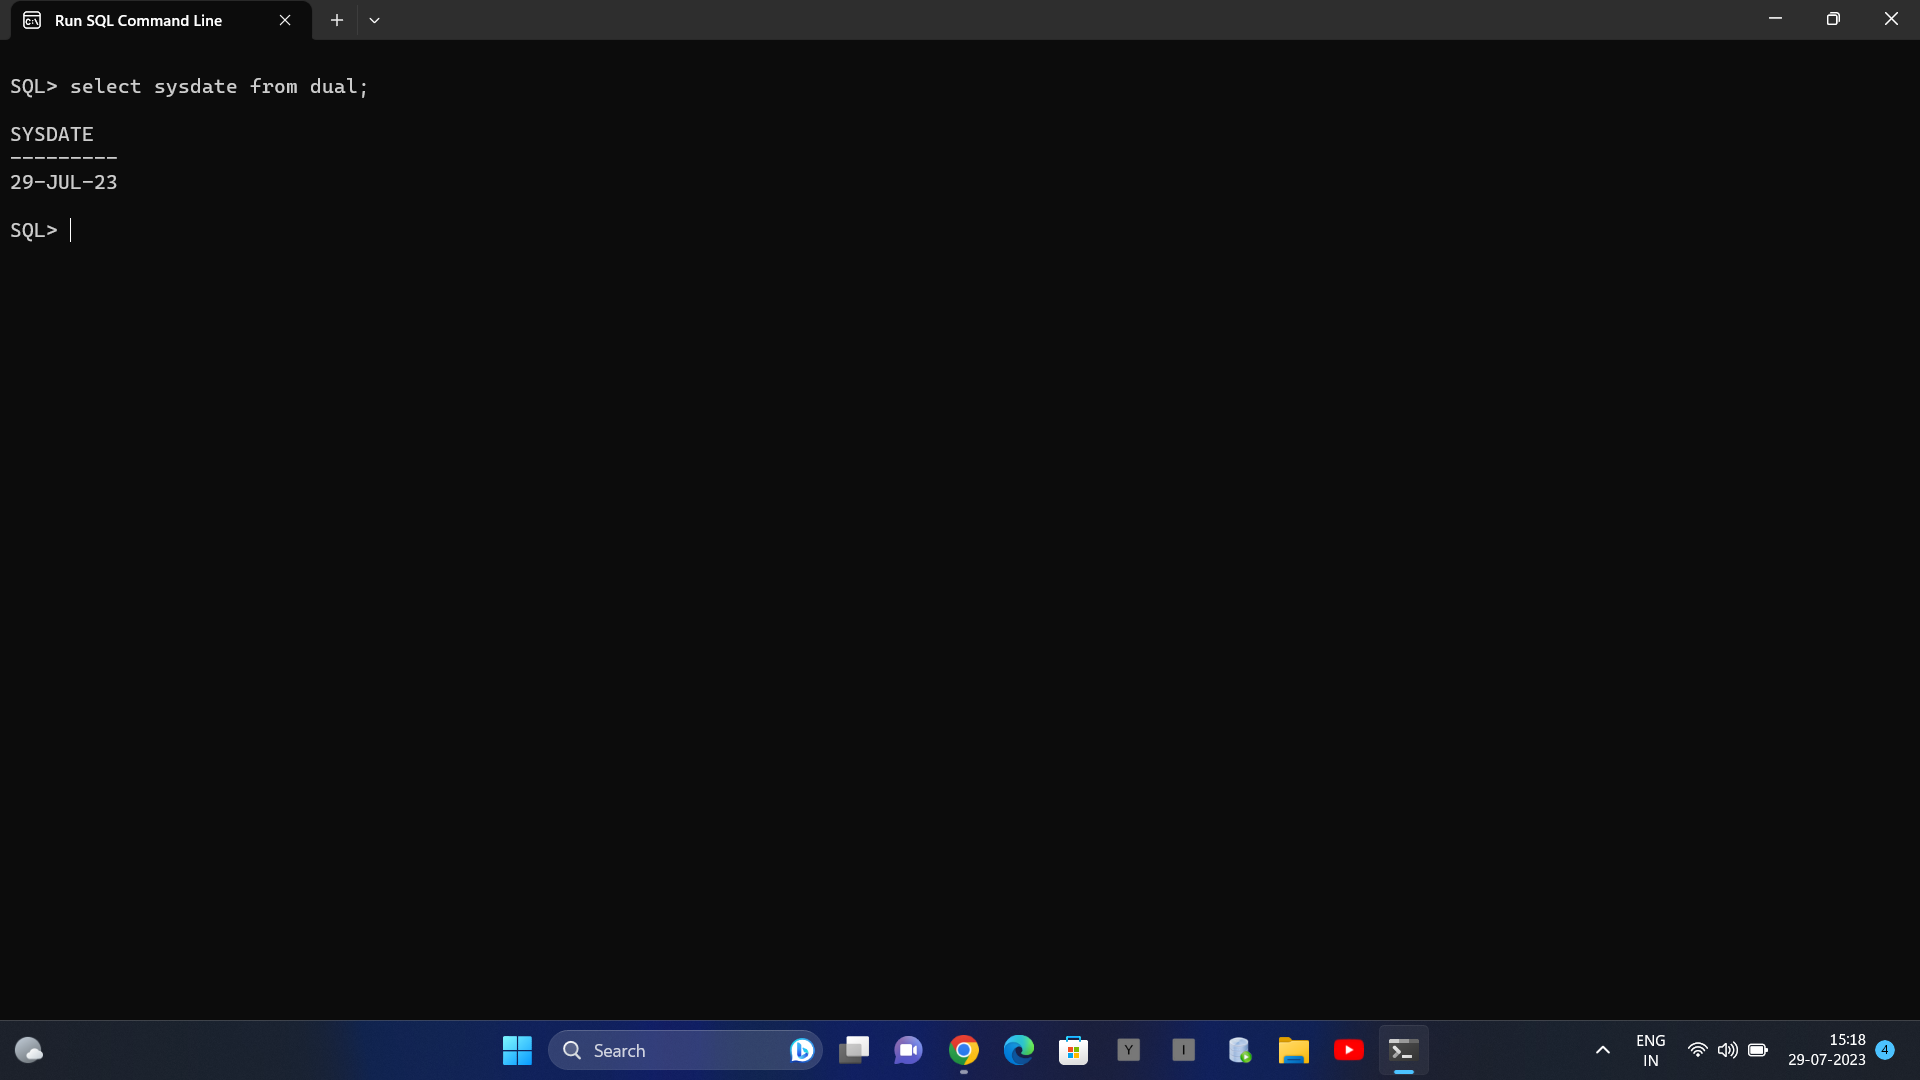 Run SQL Command Line
SQL> select sysdate from dual;
SYSDATE
---------
29-JUL-23
SQL>
Search
Y
I
ENG
IN
15:18
29-07-2023
4